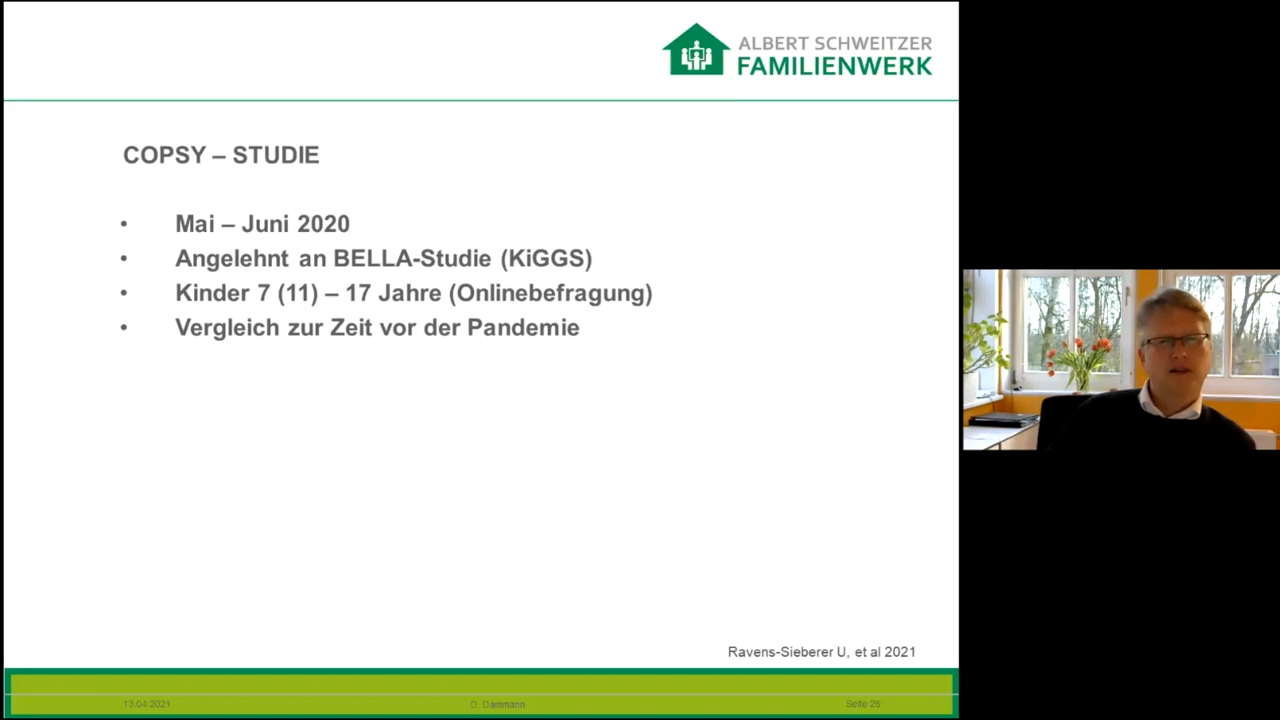 ALBERT SCHWEITZER
FAMILIENWERK
COPSY – STUDIE
• Mai – Juni 2020
• Angelehnt an BELLA-Studie (KiGGS)
• Kinder 7 (11) – 17 Jahre (Onlinebefragung)
• Vergleich zur Zeit vor der Pandemie
Ravens-Sieberer U, et al 2021
13.04.2021
D. Dammann
Seite 26